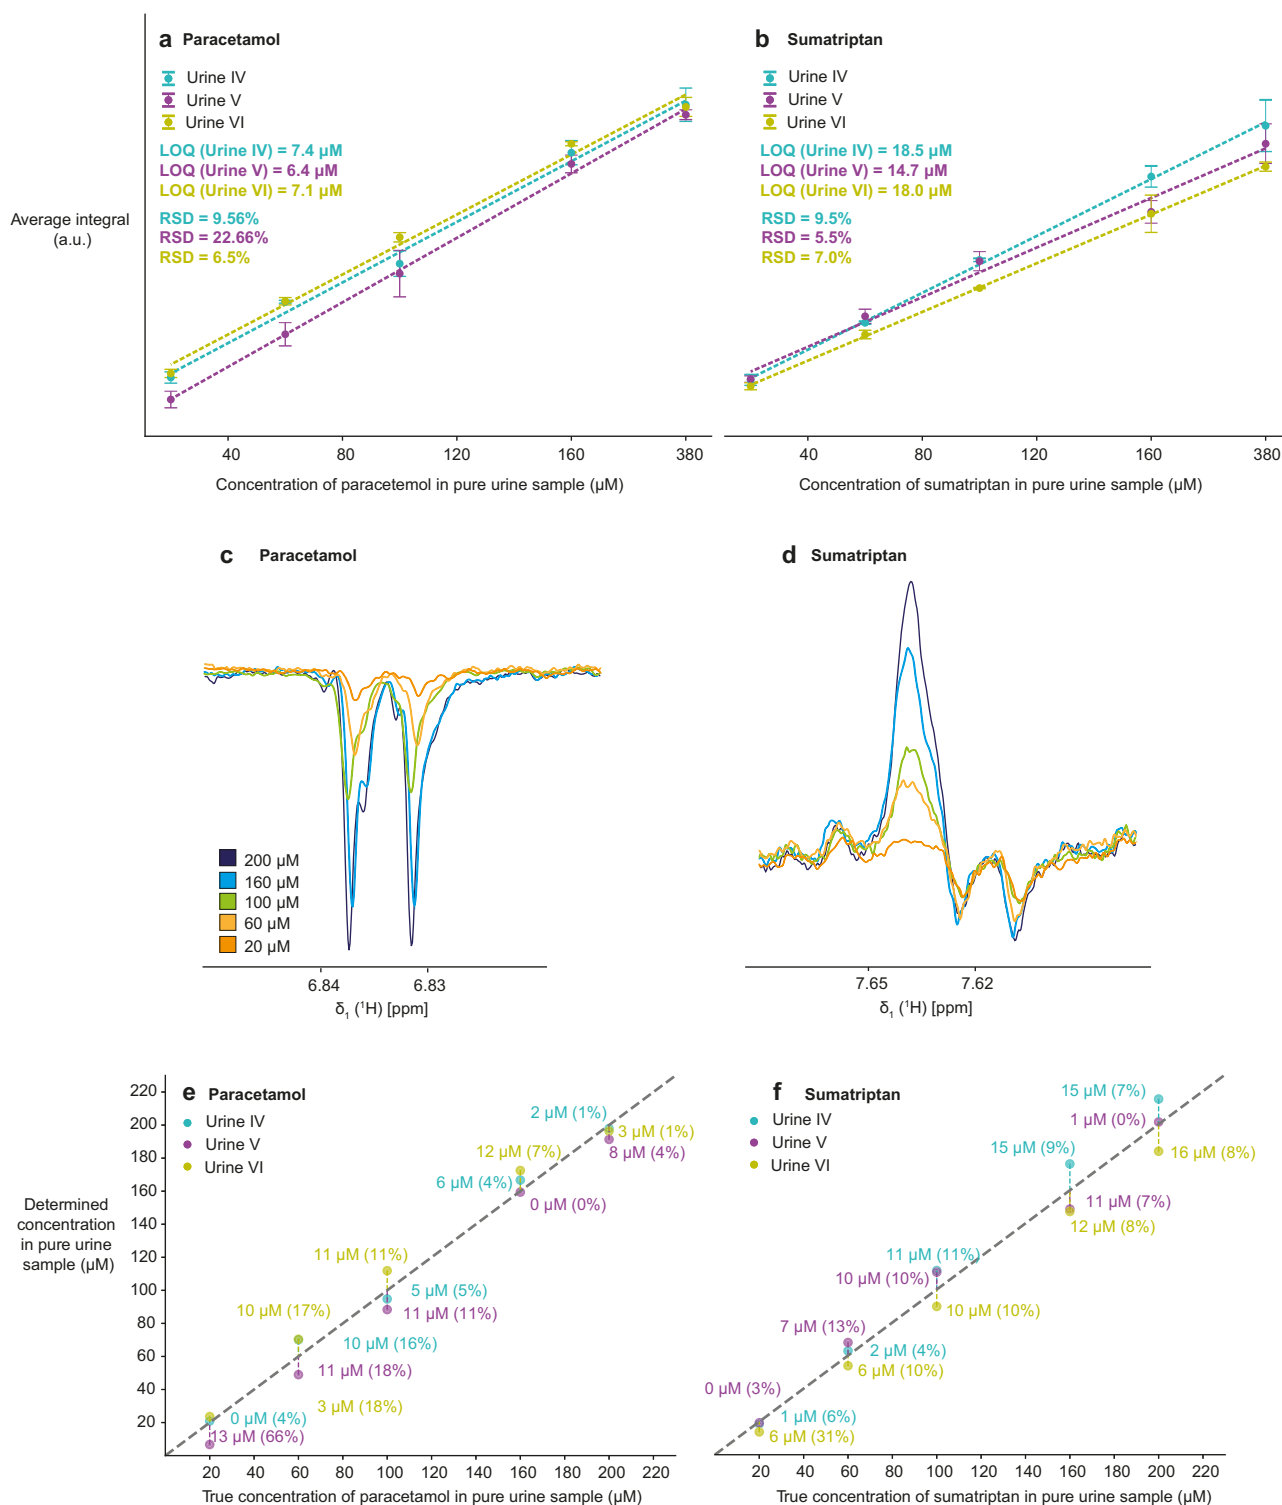 a Paracetamol
Urine IV
Urine V
Urine VI
LOQ (Urine IV) = 7.4 µM
LOQ (Urine V) = 6.4 µM
LOQ (Urine VI) = 7.1 µM
RSD = 9.56%
RSD = 22.66%
RSD = 6.5%
Average integral
(a.u.)
40 80 120 160 380
Concentration of paracetemol in pure urine sample (µM)
b Sumatriptan
Urine IV
Urine V
Urine VI
LOQ (Urine IV) = 18.5 µM
LOQ (Urine V) = 14.7 µM
LOQ (Urine VI) = 18.0 µM
RSD = 9.5%
RSD = 5.5%
RSD = 7.0%
40 80 120 160 380
Concentration of sumatriptan in pure urine sample (µM)
c Paracetamol
200 µM
160 µM
100 µM
60 µM
20 µM
6.84 6.83
δ₁ (¹H) [ppm]
d Sumatriptan
7.65 7.62
δ₁ (¹H) [ppm]
e Paracetamol
Urine IV
Urine V
Urine VI
220
200
180
160
140
120
100
80
60
40
20
Determined
concentration
in pure urine
sample (µM)
2 µM (1%)
3 µM (1%)
8 µM (4%)
12 µM (7%)
6 µM (4%)
0 µM (0%)
11 µM (11%)
5 µM (5%)
11 µM (11%)
10 µM (17%)
10 µM (16%)
11 µM (18%)
3 µM (18%)
0 µM (4%)
13 µM (66%)
20 40 60 80 100 120 140 160 180 200 220
True concentration of paracetamol in pure urine sample (µM)
f Sumatriptan
Urine IV
Urine V
Urine VI
15 µM (7%)
1 µM (0%)
16 µM (8%)
15 µM (9%)
11 µM (7%)
12 µM (8%)
11 µM (11%)
10 µM (10%)
10 µM (10%)
7 µM (13%)
2 µM (4%)
6 µM (10%)
0 µM (3%)
1 µM (6%)
6 µM (31%)
20 40 60 80 100 120 140 160 180 200 220
True concentration of sumatriptan in pure urine sample (µM)